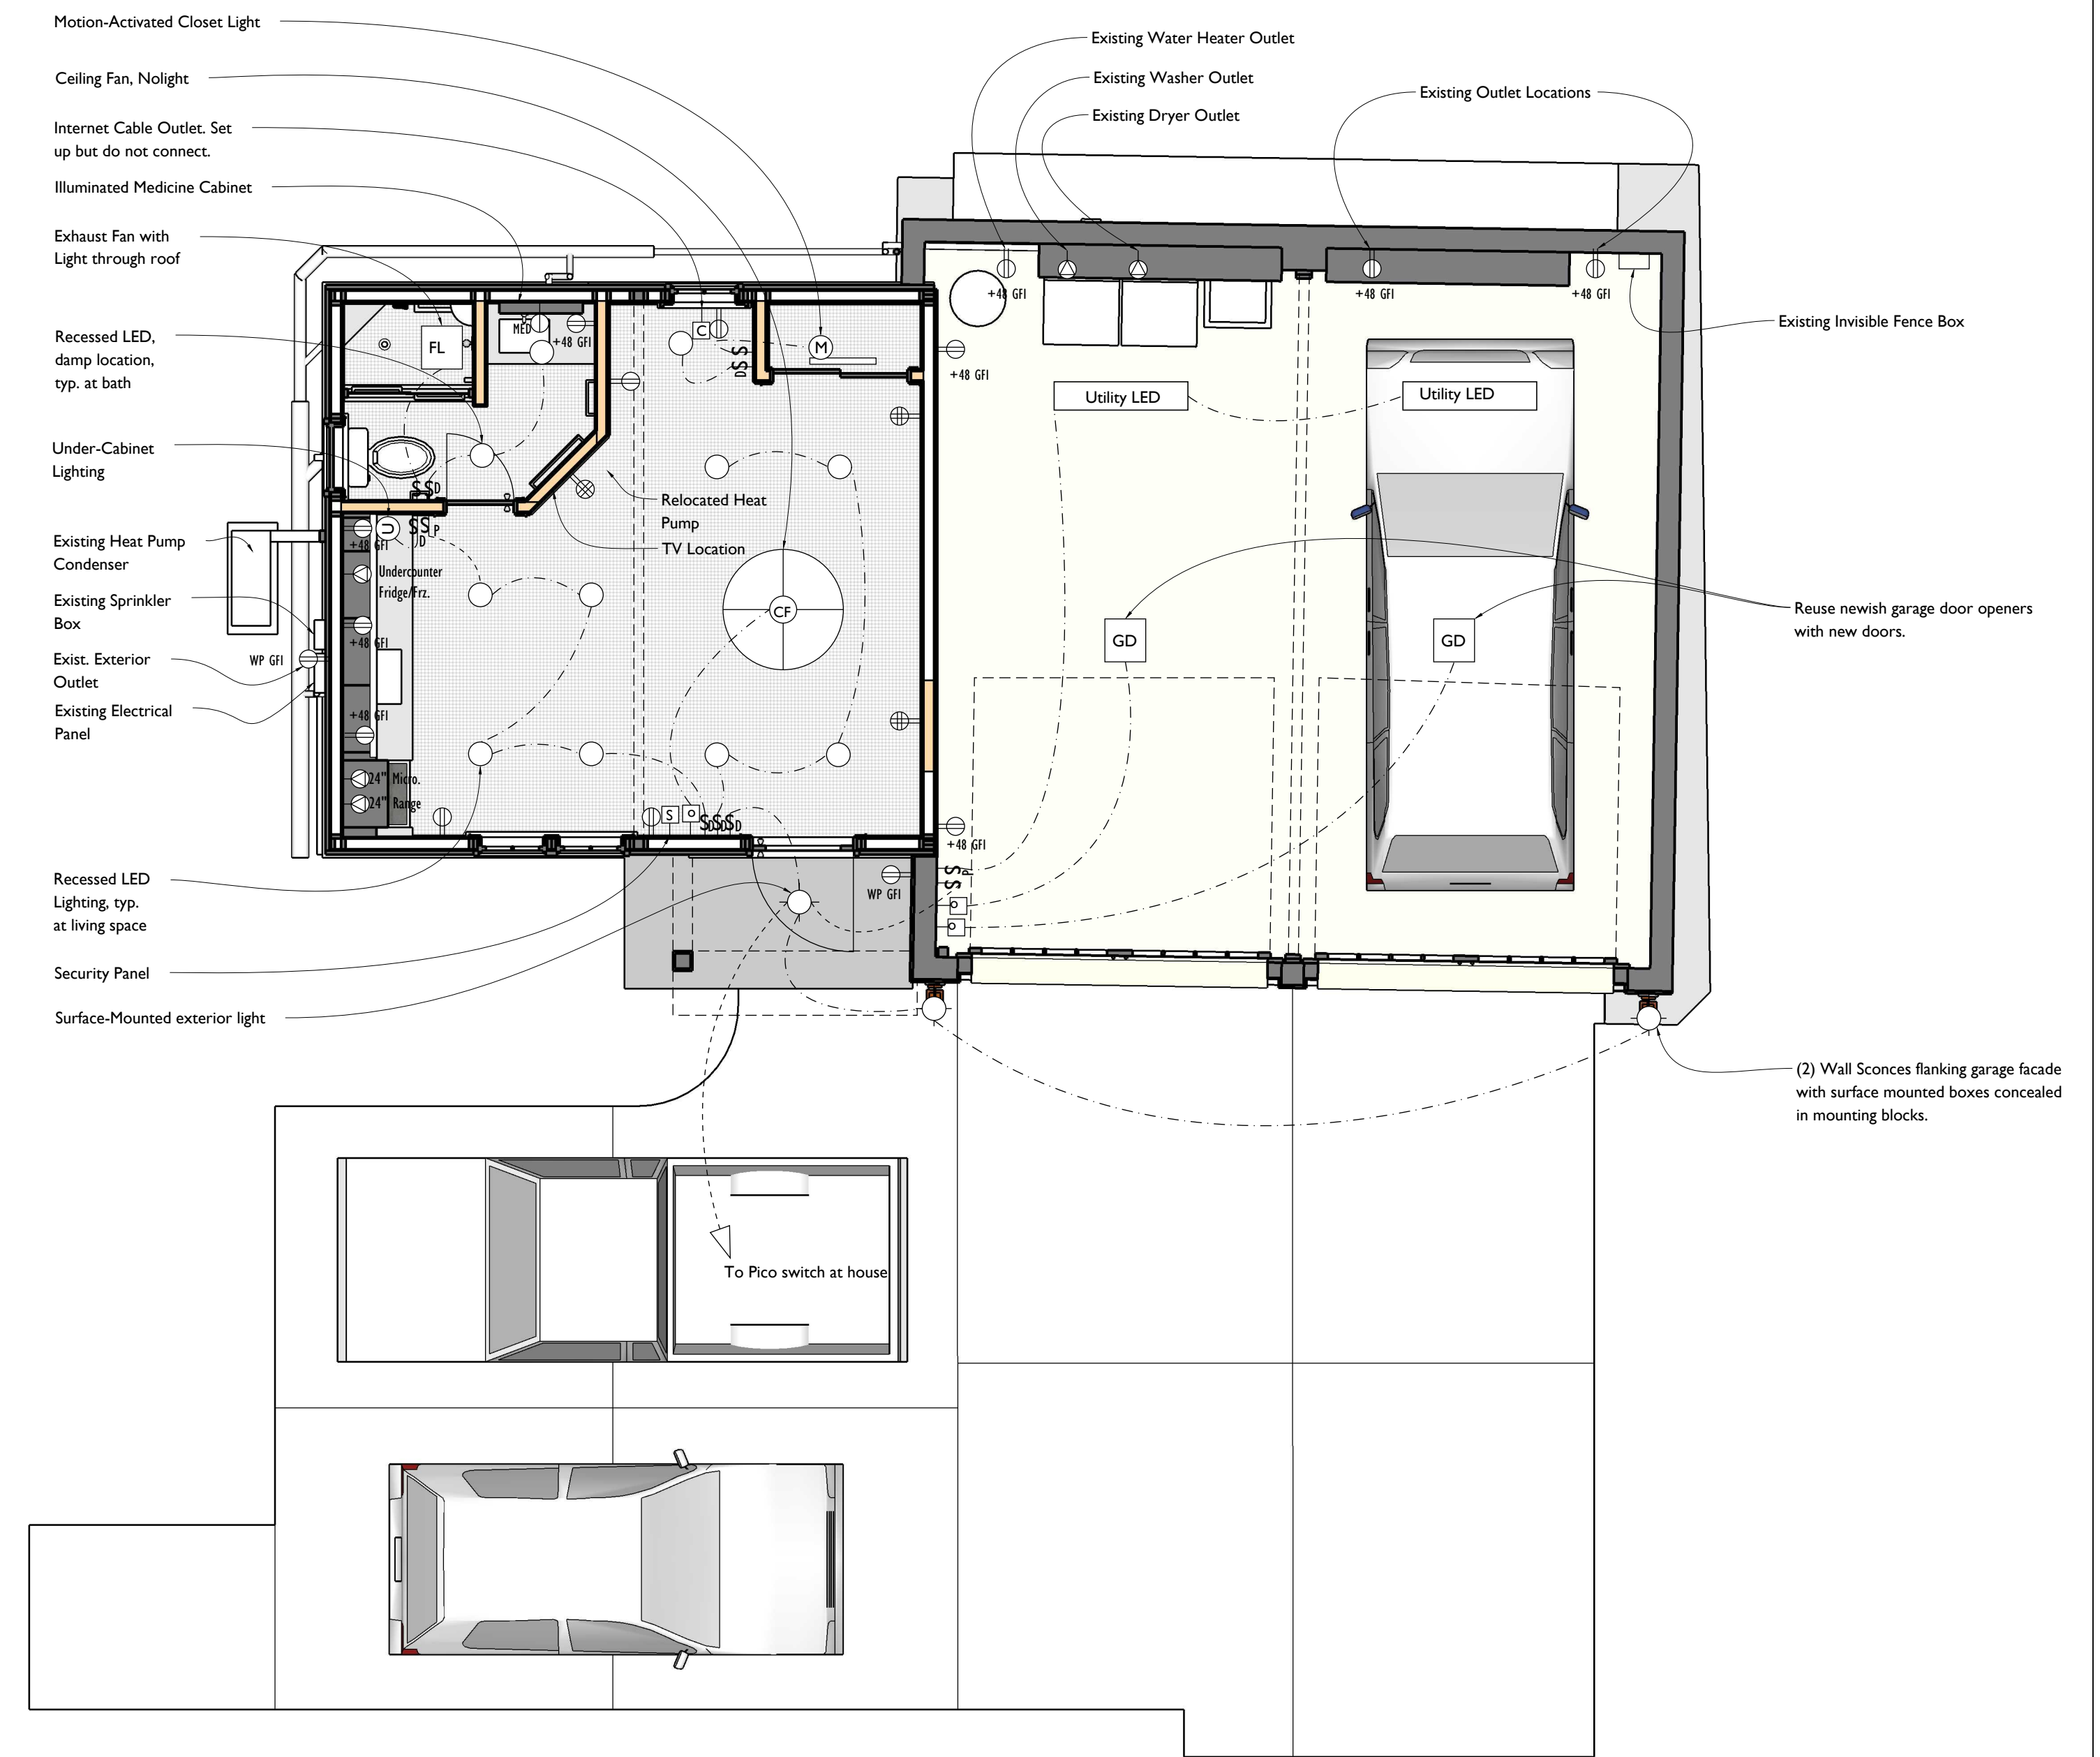 Motion-Activated Closet Light
Ceiling Fan, Nolight
Internet Cable Outlet. Set
up but do not connect.
Illuminated Medicine Cabinet
Exhaust Fan with
Light through roof
Recessed LED,
damp location,
typ. at bath
Under-Cabinet
Lighting
Existing Heat Pump
Condenser
Existing Sprinkler
Box
Exist. Exterior
Outlet
Existing Electrical
Panel
Recessed LED
Lighting, typ.
at living space
Security Panel
Surface-Mounted exterior light
Existing Water Heater Outlet
Existing Washer Outlet
Existing Dryer Outlet
Existing Outlet Locations
Existing Invisible Fence Box
Reuse newish garage door openers
with new doors.
(2) Wall Sconces flanking garage facade
with surface mounted boxes concealed
in mounting blocks.
FL
MED
+48 GFI
C
M
S S D
S S D
U
S S P
D
+48 GFI
Undercounter
Fridge/Frz.
+48 GFI
WP GFI
+48 GFI
24" Micro.
24" Range
Relocated Heat
Pump
TV Location
CF
S
S D S D S D
WP GFI
+48 GFI
+48 GFI
+48 GFI
+48 GFI
Utility LED
Utility LED
GD
GD
+48 GFI
S S P
To Pico switch at house